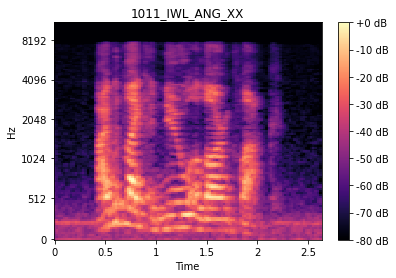 1011_IWL_ANG_XX
+0 dB
8192
-10 dB
4096
-20 dB
-30 dB
2048
Hz
-40 dB
1024
-50 dB
512
-60 dB
-70 dB
0
-80 dB
0 0.5 1 1.5 2 2.5
Time